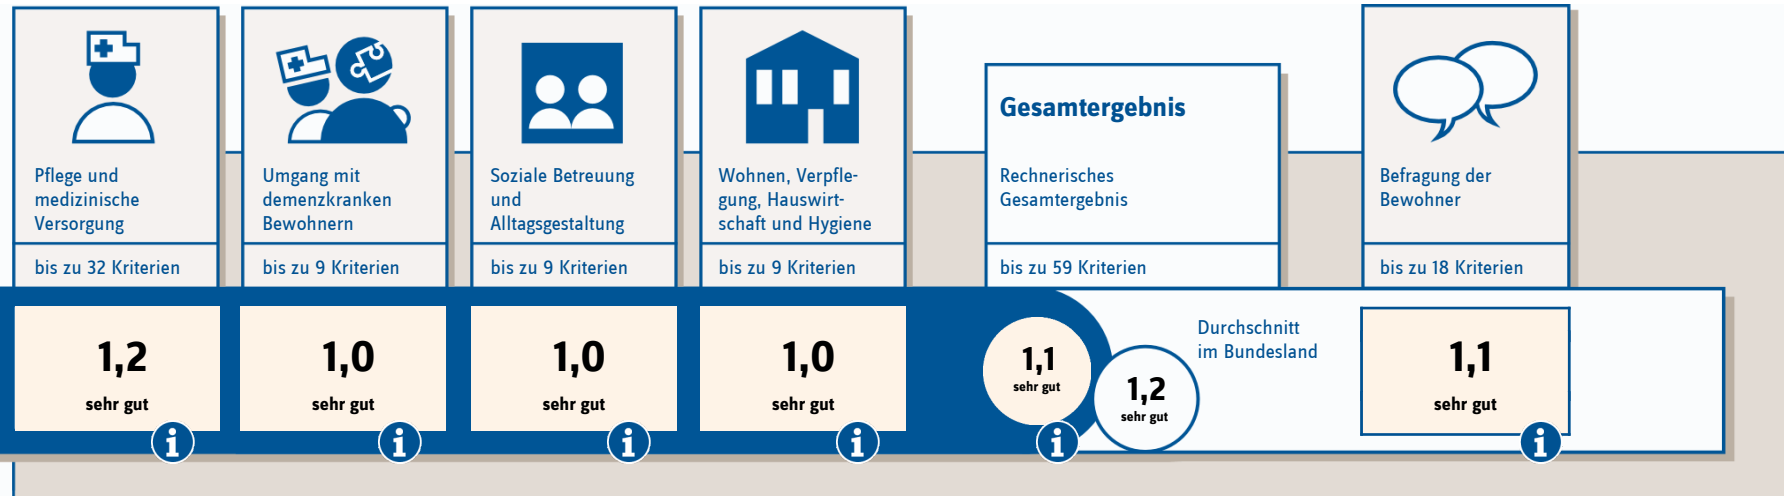 Pflege und
medizinische
Versorgung
bis zu 32 Kriterien
1,2
sehr gut
i
Umgang mit
demenzkranken
Bewohnern
bis zu 9 Kriterien
1,0
sehr gut
i
Soziale Betreuung
und
Alltagsgestaltung
bis zu 9 Kriterien
1,0
sehr gut
i
Wohnen, Verpfle-
gung, Hauswirt-
schaft und Hygiene
bis zu 9 Kriterien
1,0
sehr gut
i
Gesamtergebnis
Rechnerisches
Gesamtergebnis
bis zu 59 Kriterien
1,1
sehr gut
i
1,2
sehr gut
Durchschnitt
im Bundesland
Befragung der
Bewohner
bis zu 18 Kriterien
1,1
sehr gut
i